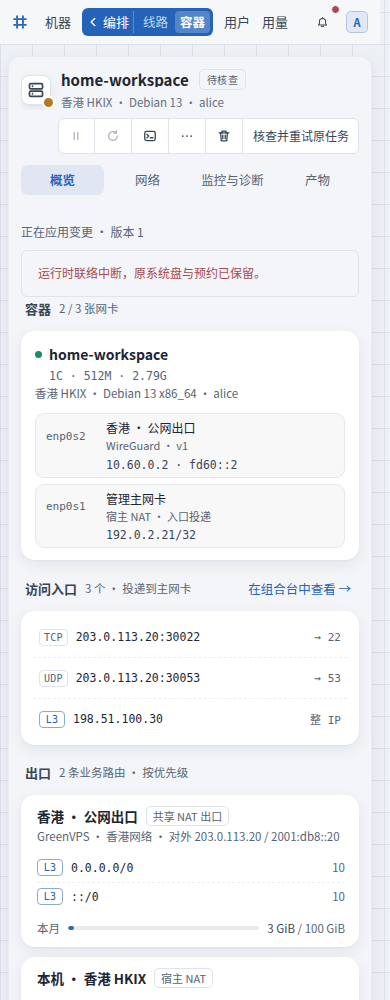 机器 编排 线路 容器 用户 用量 A
home-workspace 待核查
香港 HKIX • Debian 13 • alice
核查并重试原任务
概览 网络 监控与诊断 产物
正在应用变更 • 版本 1
运行时联络中断，原系统盘与预约已保留。
容器 2 / 3 张网卡
home-workspace
1C · 512M · 2.79G
香港 HKIX • Debian 13 x86_64 • alice
enp0s2 香港 • 公网出口
WireGuard • v1
10.60.0.2 · fd60::2
enp0s1 管理主网卡
宿主 NAT • 入口投递
192.0.2.21/32
访问入口 3 个 • 投递到主网卡 在组合台中查看 →
TCP 203.0.113.20:30022 → 22
UDP 203.0.113.20:30053 → 53
L3 198.51.100.30 整 IP
出口 2 条业务路由 • 按优先级
香港 • 公网出口 共享 NAT 出口
GreenVPS • 香港网络 • 对外 203.0.113.20 / 2001:db8::20
L3 0.0.0.0/0 10
L3 ::/0 10
本月 3 GiB / 100 GiB
本机 • 香港 HKIX 宿主 NAT